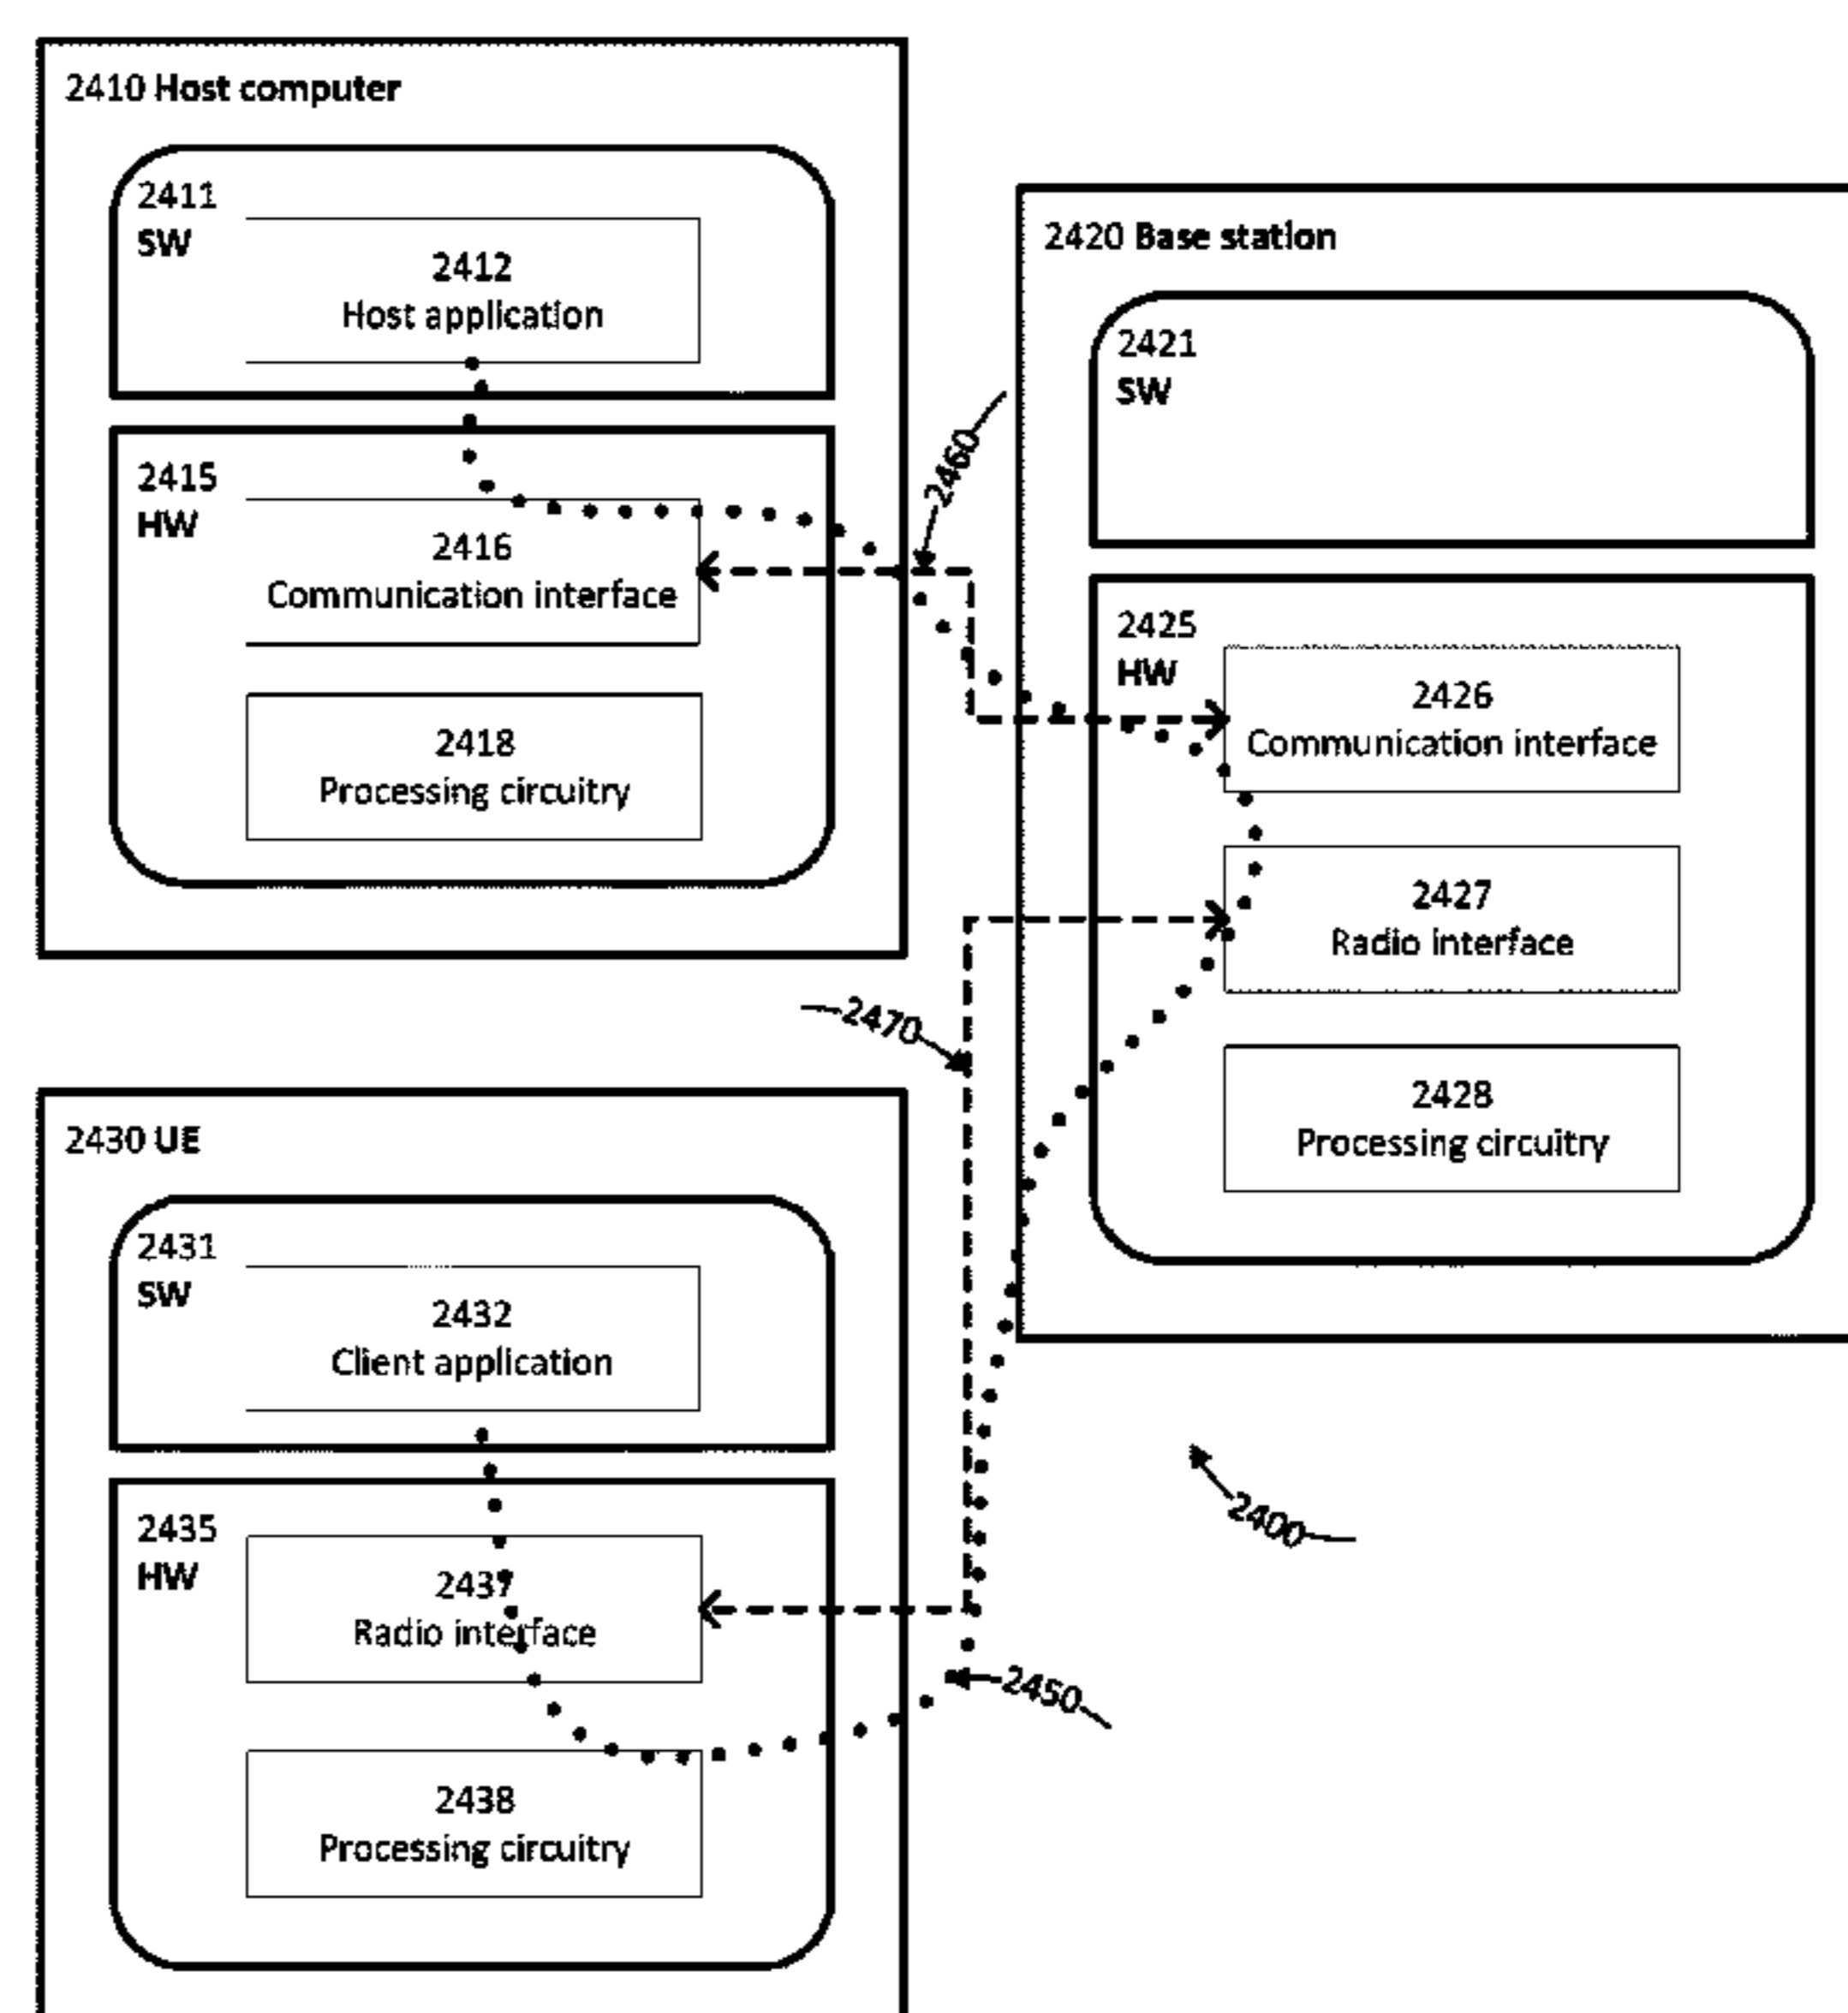 2410 Host computer
2411
SW
2412
Host application
2415
HW
2416
Communication interface
2418
Processing circuitry
2460
2420 Base station
2421
SW
2425
HW
2426
Communication interface
2427
Radio interface
2428
Processing circuitry
2470
2430 UE
2431
SW
2432
Client application
2435
HW
2437
Radio interface
2438
Processing circuitry
2450
2400